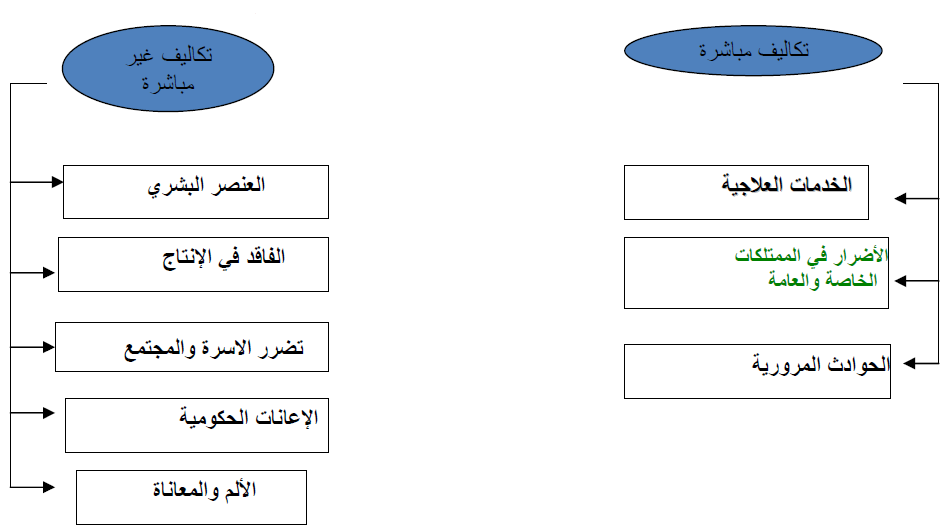 تكاليف مباشرة
الخدمات العلاجية
الأضرار في الممتلكات
الخاصة والعامة
الحوادث المرورية
تكاليف غير
مباشرة
العنصر البشري
الفاقد في الإنتاج
تضرر الاسرة والمجتمع
الإعانات الحكومية
الألم والمعاناة